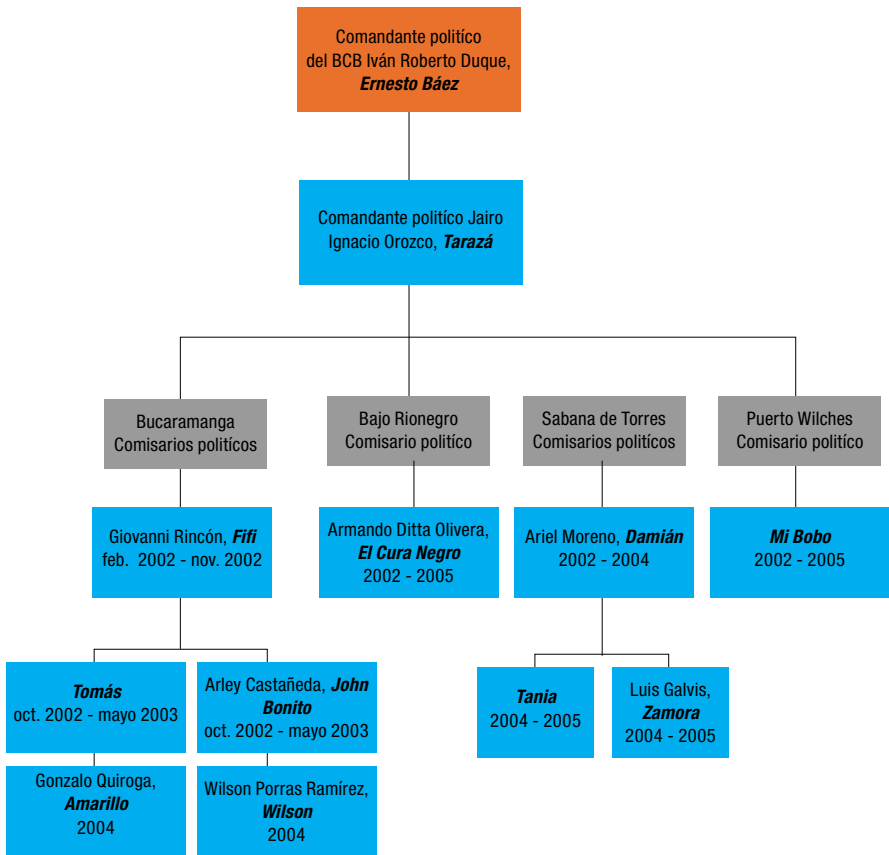 Comandante politíco
del BCB Iván Roberto Duque,
Ernesto Báez
Comandante politíco Jairo
Ignacio Orozco, Tarazá
Bucaramanga
Comisarios politícos
Bajo Rionegro
Comisario politíco
Sabana de Torres
Comisarios politícos
Puerto Wilches
Comisario politíco
Giovanni Rincón, Fifi
feb. 2002 - nov. 2002
Armando Ditta Olivera,
El Cura Negro
2002 - 2005
Ariel Moreno, Damián
2002 - 2004
Mi Bobo
2002 - 2005
Tomás
oct. 2002 - mayo 2003
Arley Castañeda, John
Bonito
oct. 2002 - mayo 2003
Tania
2004 - 2005
Luis Galvis,
Zamora
2004 - 2005
Gonzalo Quiroga,
Amarillo
2004
Wilson Porras Ramírez,
Wilson
2004